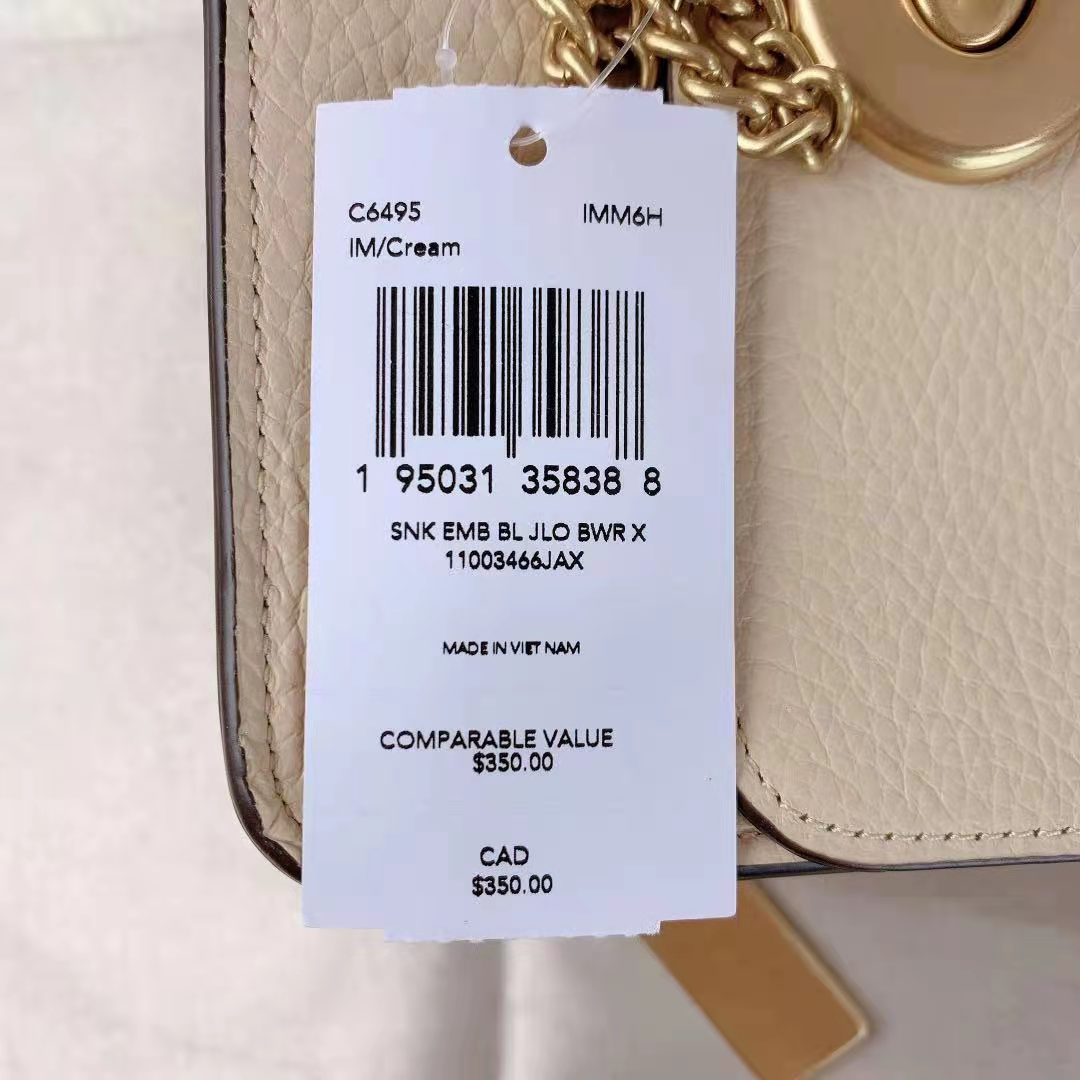 C6495 IMM6H
IM/Cream
1 95031 35838 8
SNK EMB BL JLO BWR X
11003466JAX
MADE IN VIET NAM
COMPARABLE VALUE
$350.00
CAD
$350.00